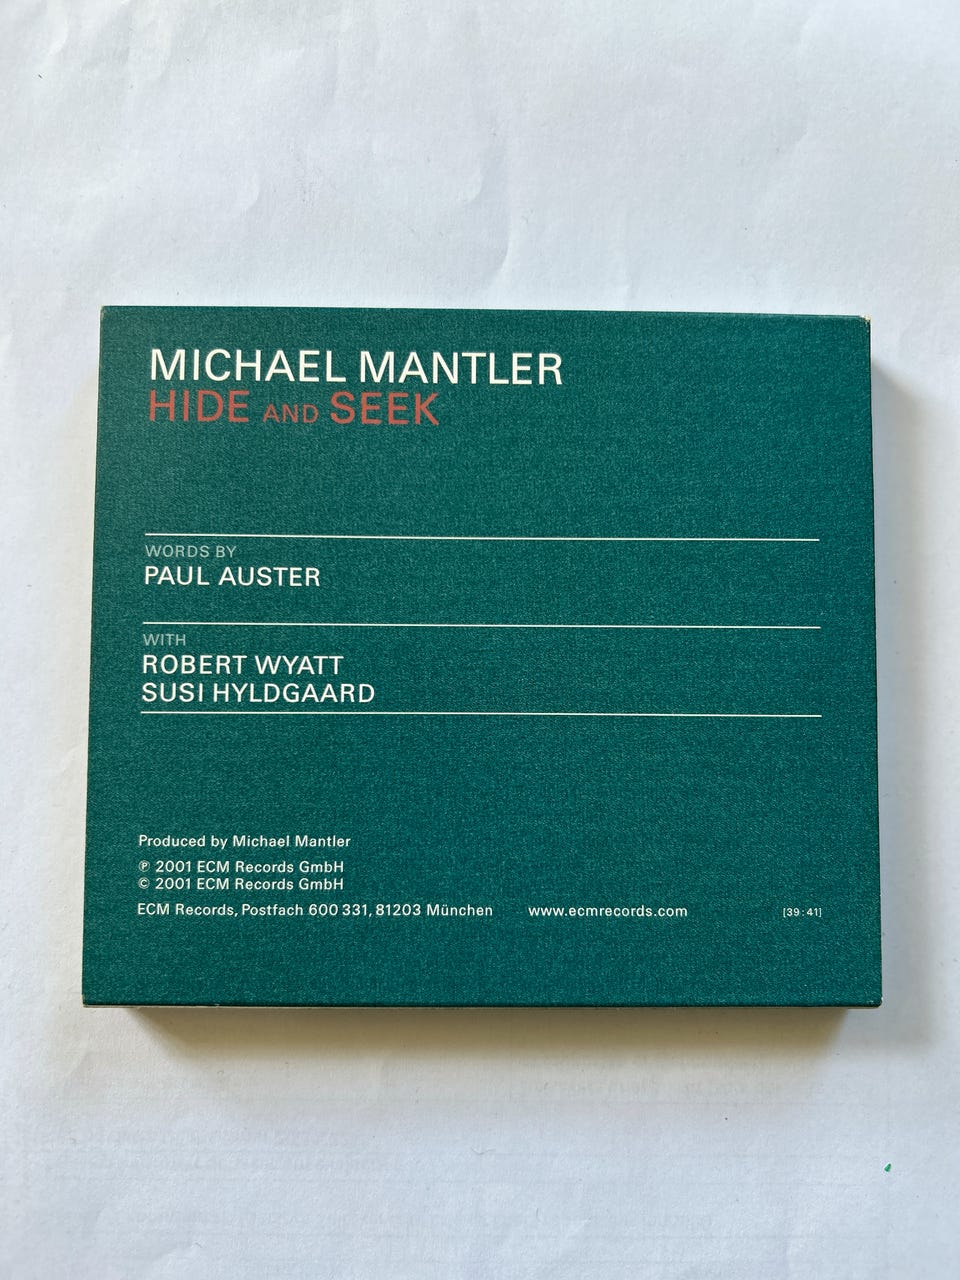 MICHAEL MANTLER
HIDE AND SEEK
WORDS BY
PAUL AUSTER
WITH
ROBERT WYATT
SUSI HYLDGAARD
Produced by Michael Mantler
℗ 2001 ECM Records GmbH
© 2001 ECM Records GmbH
ECM Records, Postfach 600 331, 81203 München www.ecmrecords.com [39:41]